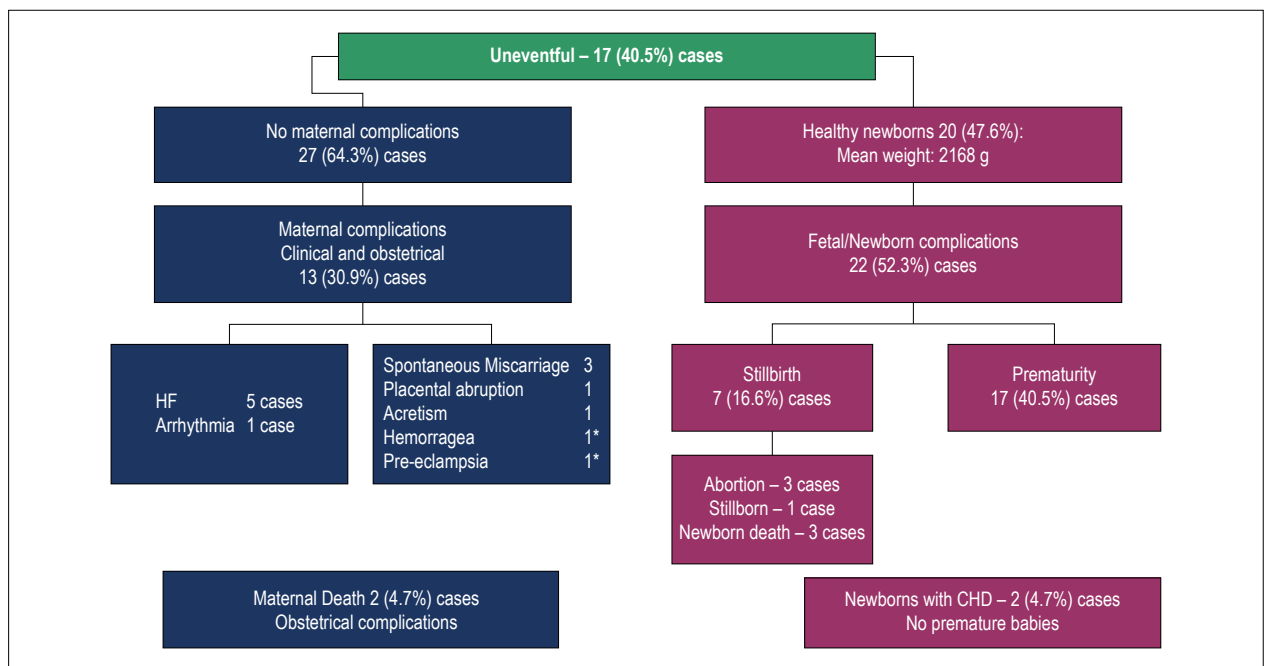 Uneventful – 17 (40.5%) cases
No maternal complications
27 (64.3%) cases
Healthy newborns 20 (47.6%):
Mean weight: 2168 g
Maternal complications
Clinical and obstetrical
13 (30.9%) cases
Fetal/Newborn complications
22 (52.3%) cases
HF 5 cases
Arrhythmia 1 case
Spontaneous Miscarriage 3
Placental abruption 1
Acretism 1
Hemorragea 1*
Pre-eclampsia 1*
Stillbirth
7 (16.6%) cases
Prematurity
17 (40.5%) cases
Abortion – 3 cases
Stillborn – 1 case
Newborn death – 3 cases
Maternal Death 2 (4.7%) cases
Obstetrical complications
Newborns with CHD – 2 (4.7%) cases
No premature babies